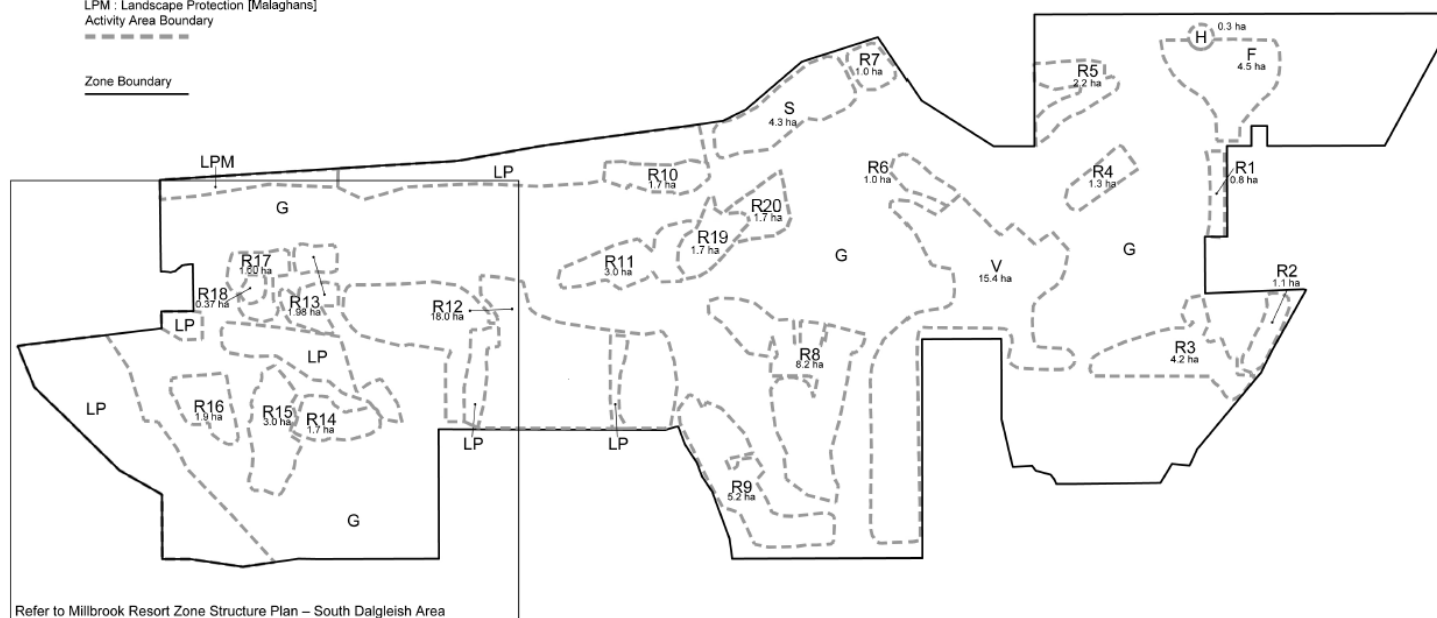 LPM : Landscape Protection [Malaghans]
Activity Area Boundary
Zone Boundary
H
0.3 ha
F
4.5 ha
R7
1.0 ha
R5
2.2 ha
S
4.3 ha
LPM
LP
R10
1.7 ha
R6
1.0 ha
R4
1.3 ha
R1
0.8 ha
G
R20
1.7 ha
R19
1.7 ha
R11
3.0 ha
G
V
15.4 ha
G
R17
1.60 ha
R18
0.37 ha
R13
1.98 ha
R12
18.0 ha
R2
1.1 ha
LP
LP
R8
8.2 ha
R3
4.2 ha
LP
R16
1.9 ha
R15
3.0 ha
R14
1.7 ha
LP
LP
R9
5.2 ha
G
Refer to Millbrook Resort Zone Structure Plan – South Dalgleish Area